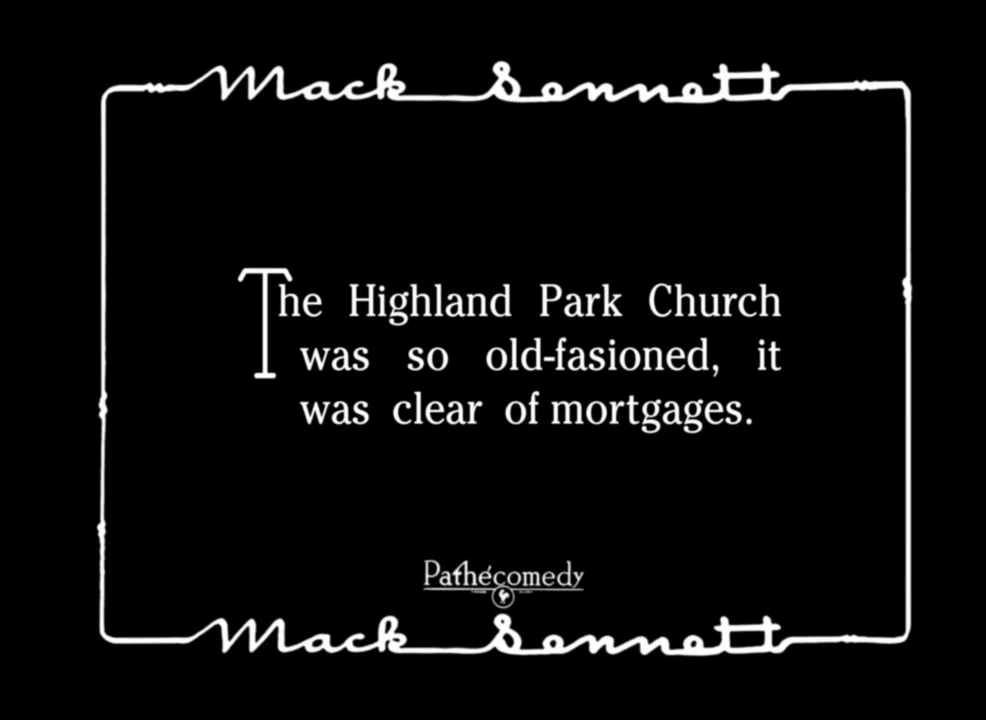 Mack Sennett
The Highland Park Church
was so old-fasioned, it
was clear of mortgages.
Pathécomedy
Mack Sennett